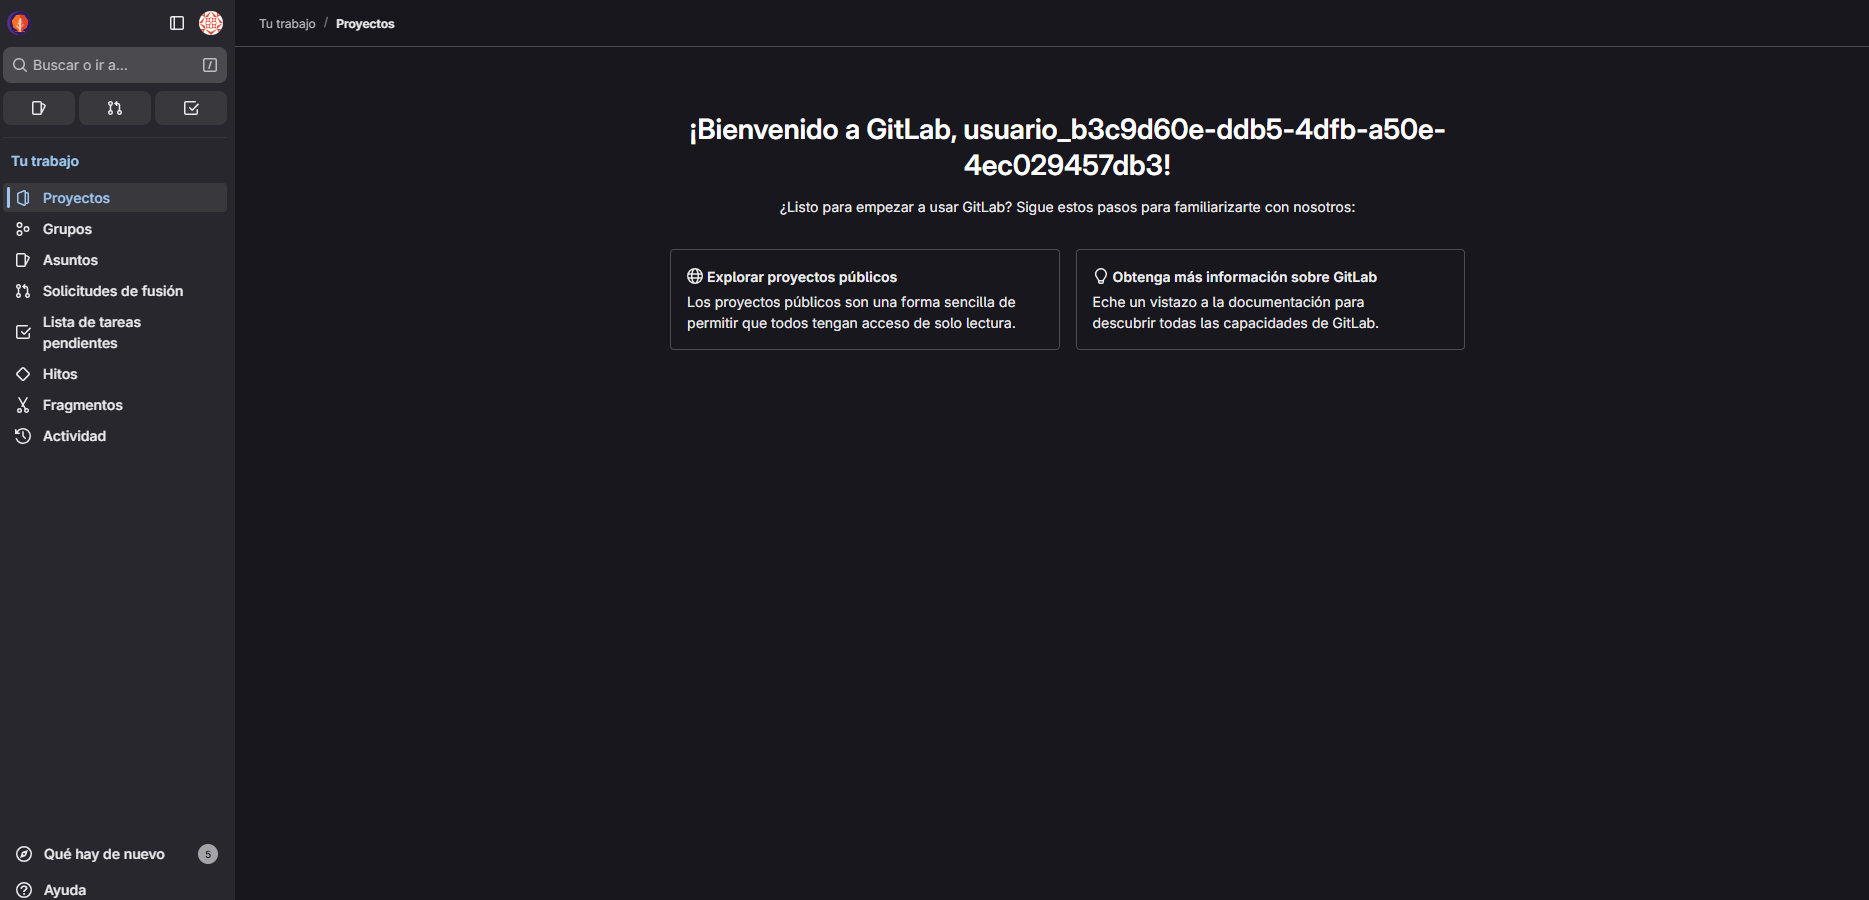 Tu trabajo / Proyectos
Buscar o ir a...
/
Tu trabajo
Proyectos
Grupos
Asuntos
Solicitudes de fusión
Lista de tareas
pendientes
Hitos
Fragmentos
Actividad
Qué hay de nuevo
5
Ayuda
¡Bienvenido a GitLab, usuario_b3c9d60e-ddb5-4dfb-a50e-
4ec029457db3!
¿Listo para empezar a usar GitLab? Sigue estos pasos para familiarizarte con nosotros:
Explorar proyectos públicos
Los proyectos públicos son una forma sencilla de
permitir que todos tengan acceso de solo lectura.
Obtenga más información sobre GitLab
Eche un vistazo a la documentación para
descubrir todas las capacidades de GitLab.